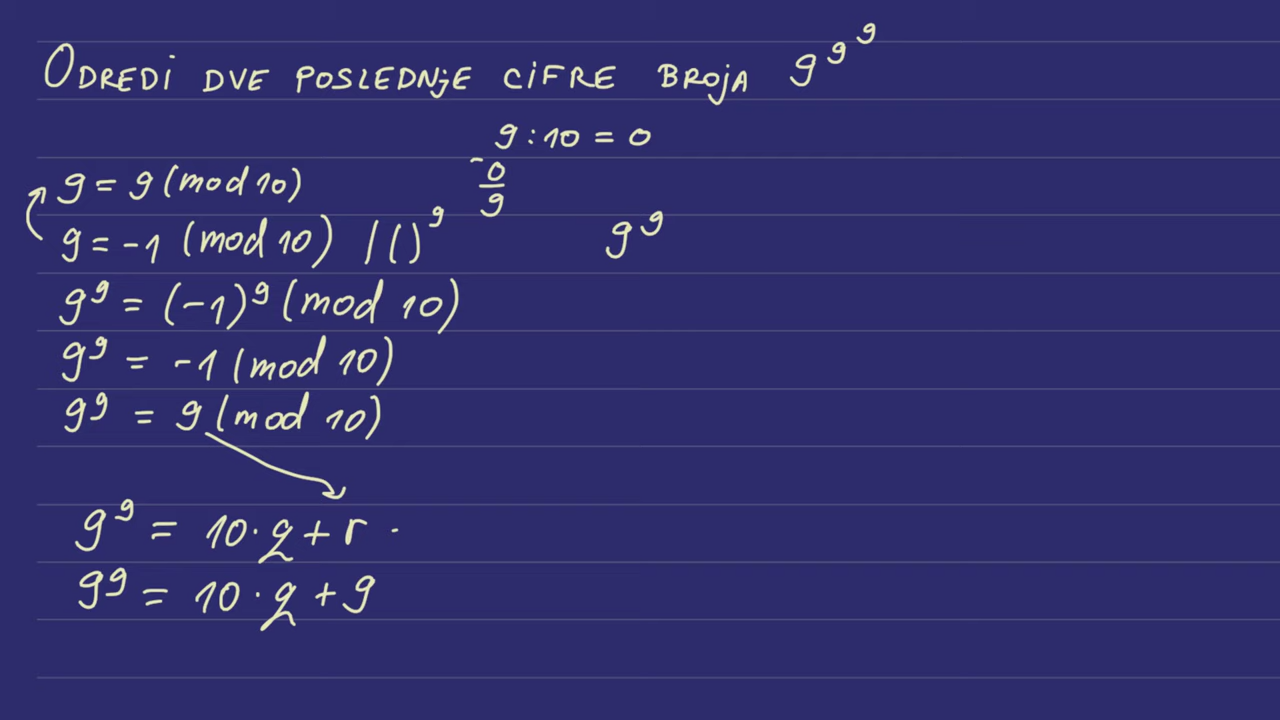 ODREDI DVE POSLEDNJE CIFRE BROJA 9^9^9
9 : 10 = 0
-0
9
9 = 9 (mod 10)
9 = -1 (mod 10) / ()^9
9^9
9^9 = (-1)^9 (mod 10)
9^9 = -1 (mod 10)
9^9 = 9 (mod 10)
9^9 = 10 · q + r
9^9 = 10 · q + 9